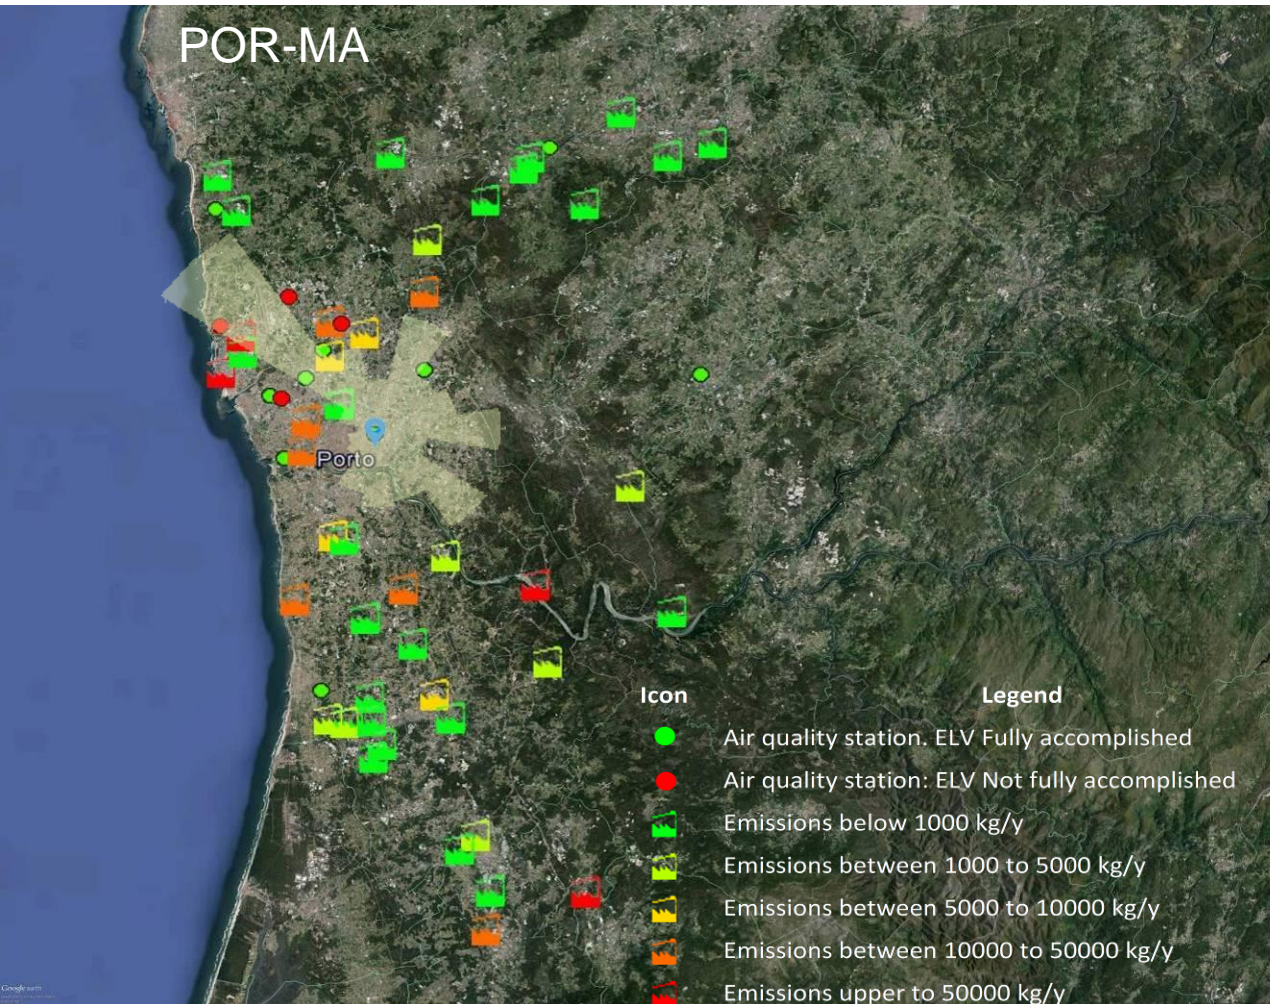 POR-MA
Porto
Icon Legend
Air quality station. ELV Fully accomplished
Air quality station: ELV Not fully accomplished
Emissions below 1000 kg/y
Emissions between 1000 to 5000 kg/y
Emissions between 5000 to 10000 kg/y
Emissions between 10000 to 50000 kg/y
Emissions upper to 50000 kg/y
Google earth